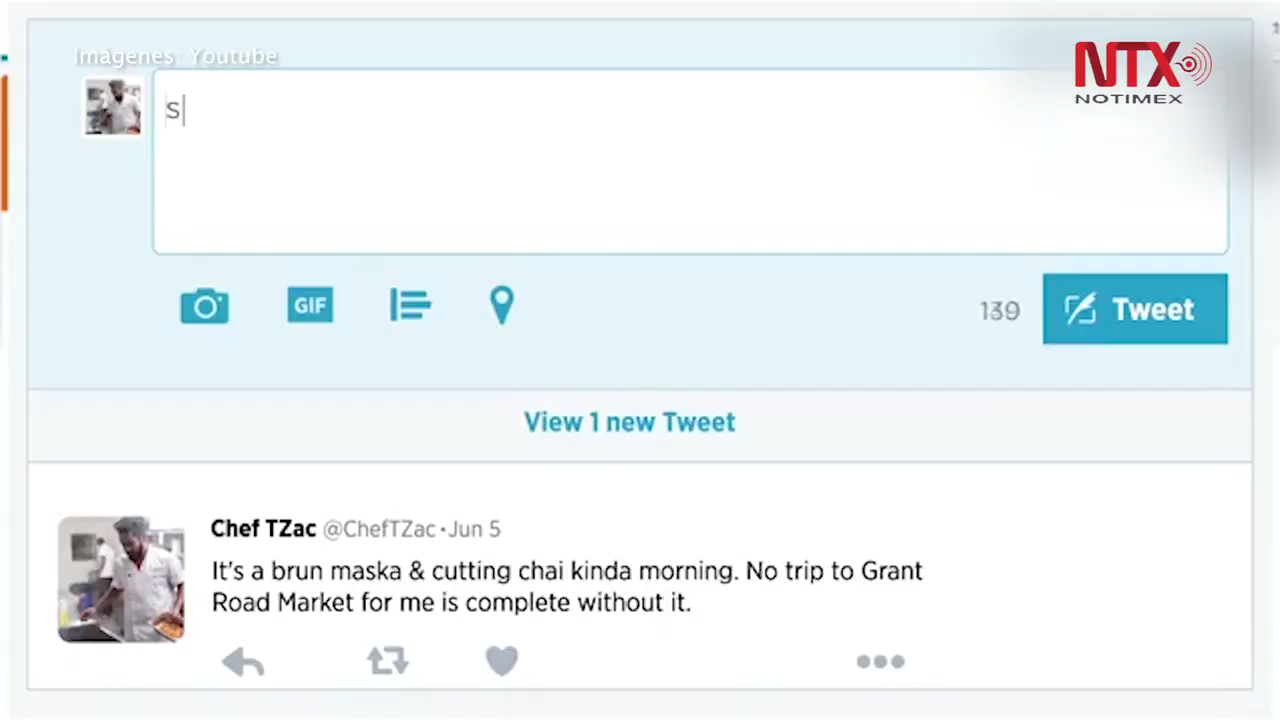 Imágenes: Youtube
NTX
NOTIMEX
s
GIF
139
Tweet
View 1 new Tweet
Chef TZac @ChefTZac · Jun 5
It's a brun maska & cutting chai kinda morning. No trip to Grant
Road Market for me is complete without it.